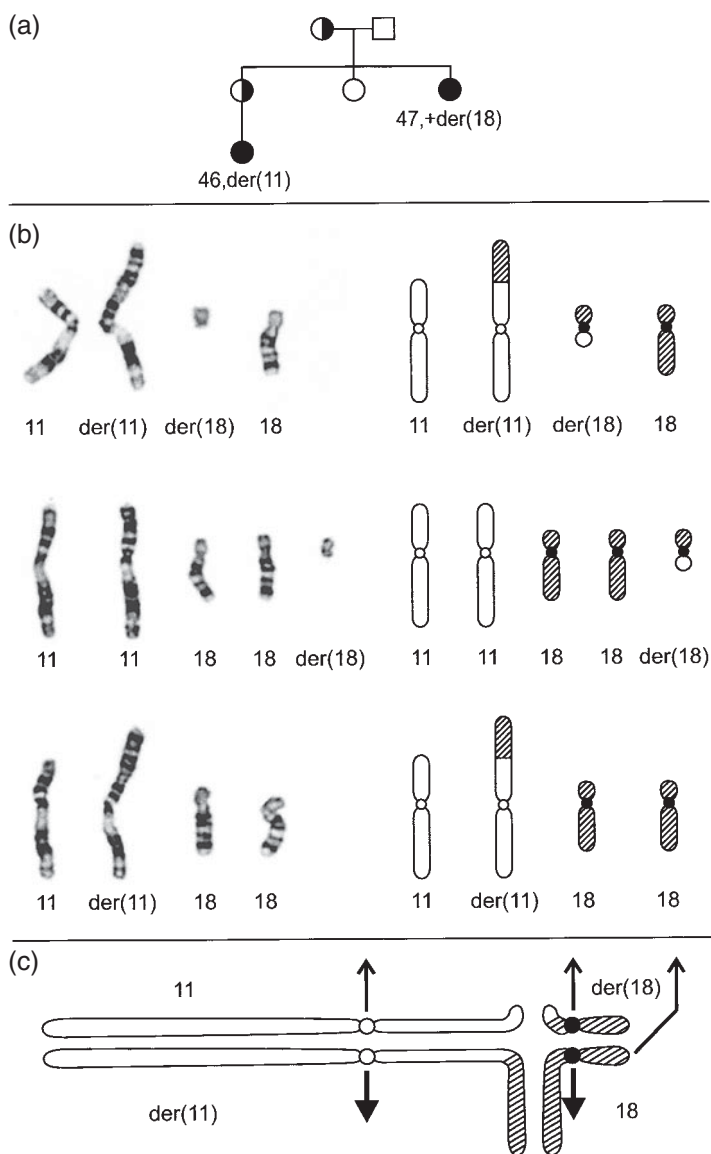 (a)
47,+der(18)
46,der(11)
(b)
11 der(11) der(18) 18 11 der(11) der(18) 18
11 11 18 18 der(18) 11 11 18 18 der(18)
11 der(11) 18 18 11 der(11) 18 18
(c)
11 der(18)
der(11) 18